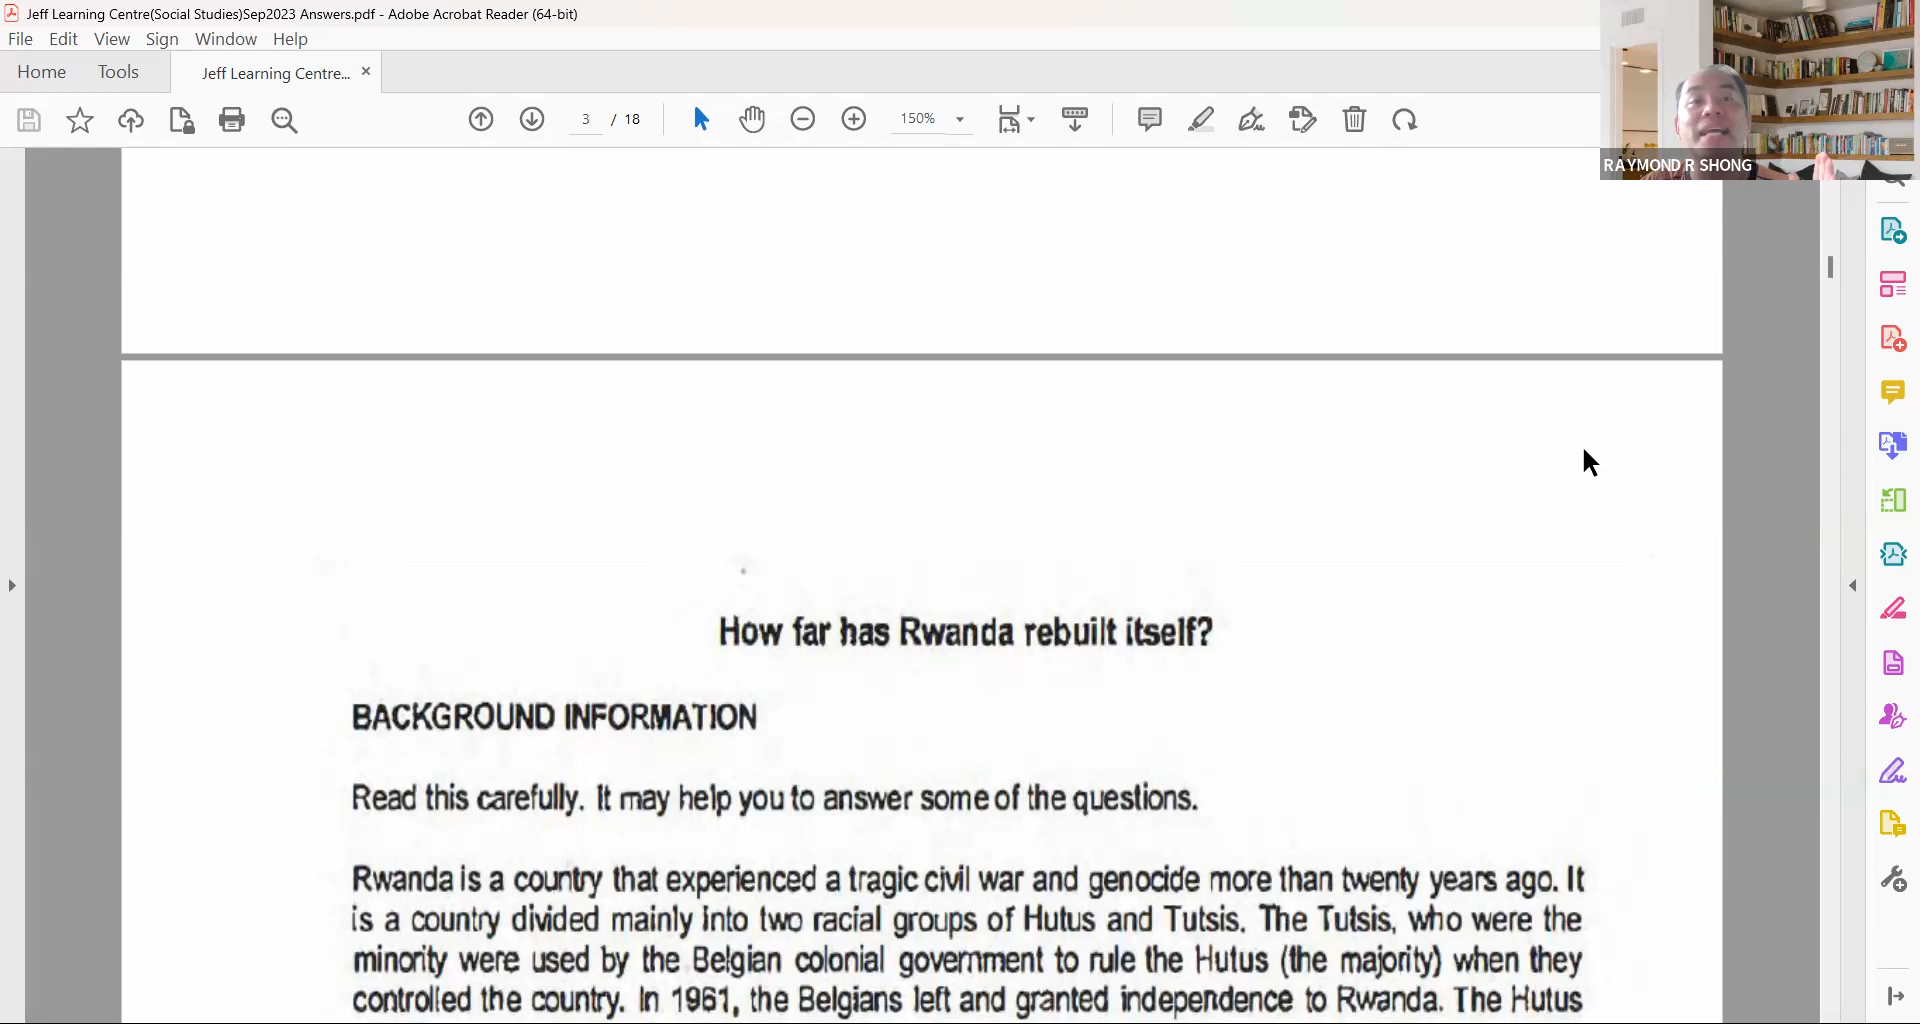 Jeff Learning Centre(Social Studies)Sep2023 Answers.pdf - Adobe Acrobat Reader (64-bit)
File Edit View Sign Window Help
Home Tools Jeff Learning Centre... ×
3 / 18 150%
RAYMOND R SHONG
How far has Rwanda rebuilt itself?
BACKGROUND INFORMATION
Read this carefully. It may help you to answer some of the questions.
Rwanda is a country that experienced a tragic civil war and genocide more than twenty years ago. It
is a country divided mainly into two racial groups of Hutus and Tutsis. The Tutsis, who were the
minority were used by the Belgian colonial government to rule the Hutus (the majority) when they
controlled the country. In 1961, the Belgians left and granted independence to Rwanda. The Hutus